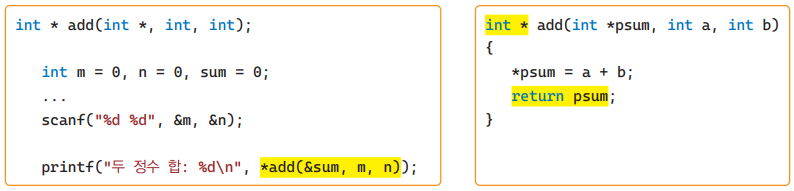 int * add(int *, int, int);
int m = 0, n = 0, sum = 0;
...
scanf("%d %d", &m, &n);
printf("두 정수 합: %d\n", *add(&sum, m, n));
int * add(int *psum, int a, int b)
{
*psum = a + b;
return psum;
}